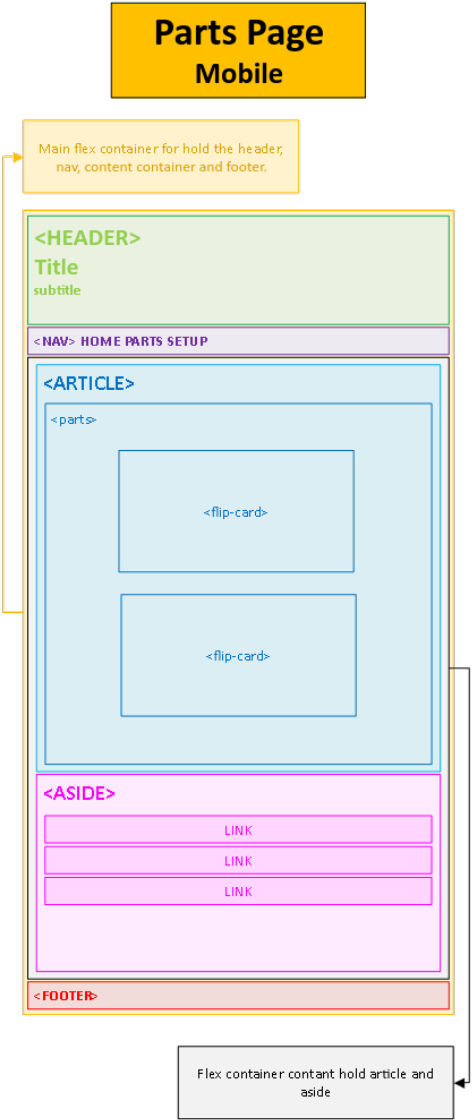 Parts Page
Mobile
Main flex container for hold the header,
nav, content container and footer.
<HEADER>
Title
subtitle
<NAV> HOME PARTS SETUP
<ARTICLE>
<parts>
<flip-card>
<flip-card>
<ASIDE>
LINK
LINK
LINK
<FOOTER>
Flex container contant hold article and
aside